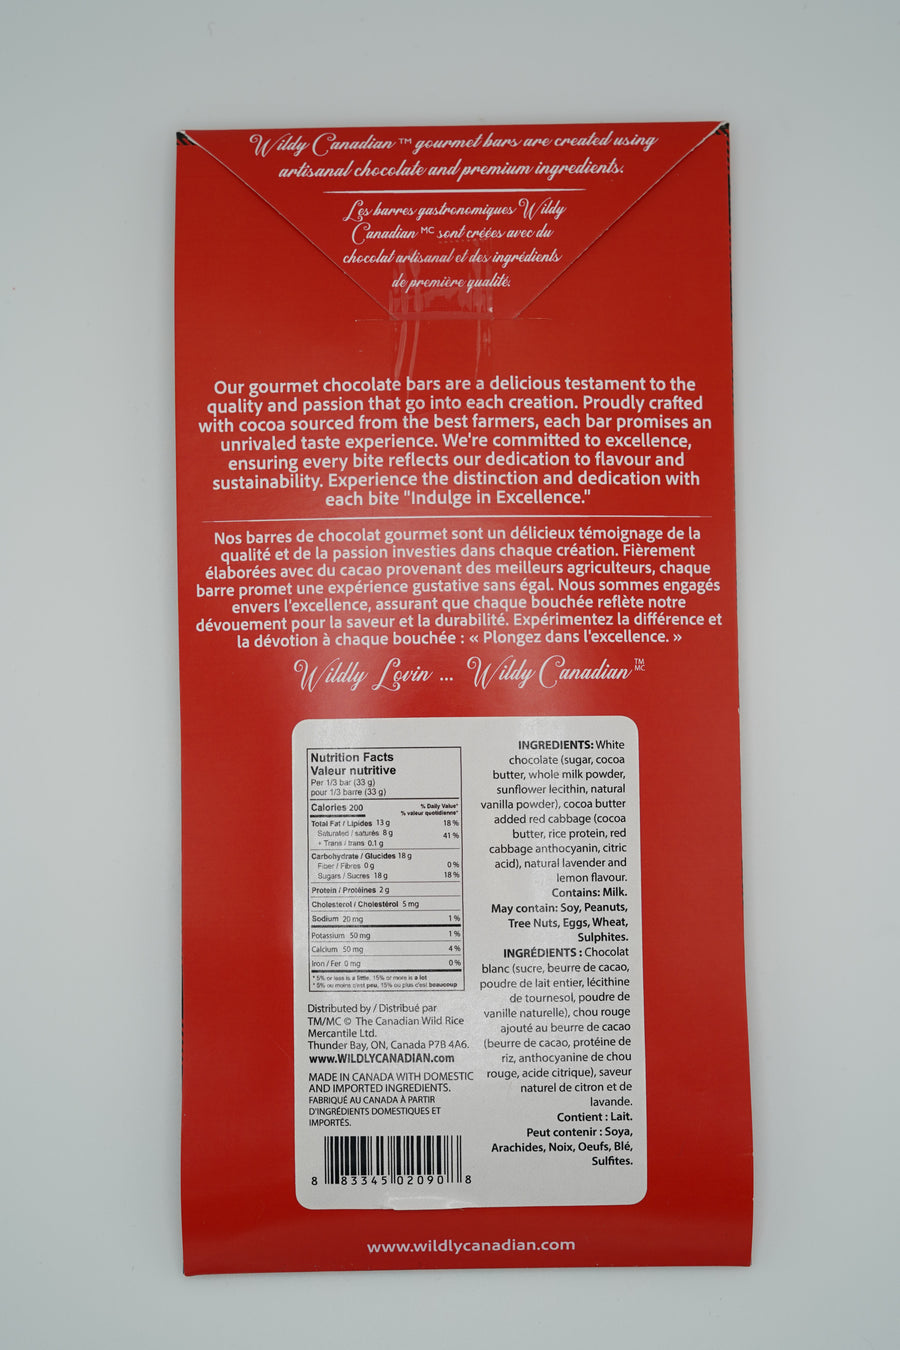 Wildly Canadian™ gourmet bars are created using
artisanal chocolate and premium ingredients.
Les barres gastronomiques Wildly
Canadian ᴹᶜ sont créées avec du
chocolat artisanal et des ingrédients
de première qualité.
Our gourmet chocolate bars are a delicious testament to the
quality and passion that go into each creation. Proudly crafted
with cocoa sourced from the best farmers, each bar promises an
unrivaled taste experience. We're committed to excellence,
ensuring every bite reflects our dedication to flavour and
sustainability. Experience the distinction and dedication with
each bite "Indulge in Excellence."
Nos barres de chocolat gourmet sont un délicieux témoignage de la
qualité et de la passion investies dans chaque création. Fièrement
élaborées avec du cacao provenant des meilleurs agriculteurs, chaque
barre promet une expérience gustative sans égal. Nous sommes engagés
envers l'excellence, assurant que chaque bouchée reflète notre
dévouement pour la saveur et la durabilité. Expérimentez la différence et
la dévotion à chaque bouchée : « Plongez dans l'excellence. »
Wildly Lovin ... Wildly Canadian TM MC
Nutrition Facts
Valeur nutritive
Per 1/3 bar (33 g)
pour 1/3 barre (33 g)
Calories 200
% Daily Value*
% valeur quotidienne*
Total Fat / Lipides 13 g 18 %
Saturated / saturés 8 g 41 %
+ Trans / trans 0.1 g
Carbohydrate / Glucides 18 g
Fiber / Fibres 0 g 0 %
Sugars / Sucres 18 g 18 %
Protein / Protéines 2 g
Cholesterol / Cholestérol 5 mg
Sodium 20 mg 1 %
Potassium 50 mg 1 %
Calcium 50 mg 4 %
Iron / Fer 0 mg 0 %
*5% or less is a little, 15% or more is a lot
*5% ou moins c'est peu, 15% ou plus c'est beaucoup
Distributed by / Distribué par
TM/MC © The Canadian Wild Rice
Mercantile Ltd.
Thunder Bay, ON, Canada P7B 4A6.
www.WILDLYCANADIAN.com
MADE IN CANADA WITH DOMESTIC
AND IMPORTED INGREDIENTS.
FABRIQUÉ AU CANADA À PARTIR
D'INGRÉDIENTS DOMESTIQUES ET
IMPORTÉS.
8 83345 02090 8
INGREDIENTS: White
chocolate (sugar, cocoa
butter, whole milk powder,
sunflower lecithin, natural
vanilla powder), cocoa butter
added red cabbage (cocoa
butter, rice protein, red
cabbage anthocyanin, citric
acid), natural lavender and
lemon flavour.
Contains: Milk.
May contain: Soy, Peanuts,
Tree Nuts, Eggs, Wheat,
Sulphites.
INGRÉDIENTS : Chocolat
blanc (sucre, beurre de cacao,
poudre de lait entier, lécithine
de tournesol, poudre de
vanille naturelle), chou rouge
ajouté au beurre de cacao
(beurre de cacao, protéine de
riz, anthocyanine de chou
rouge, acide citrique), saveur
naturel de citron et de
lavande.
Contient : Lait.
Peut contenir : Soya,
Arachides, Noix, Oeufs, Blé,
Sulfites.
www.wildlycanadian.com